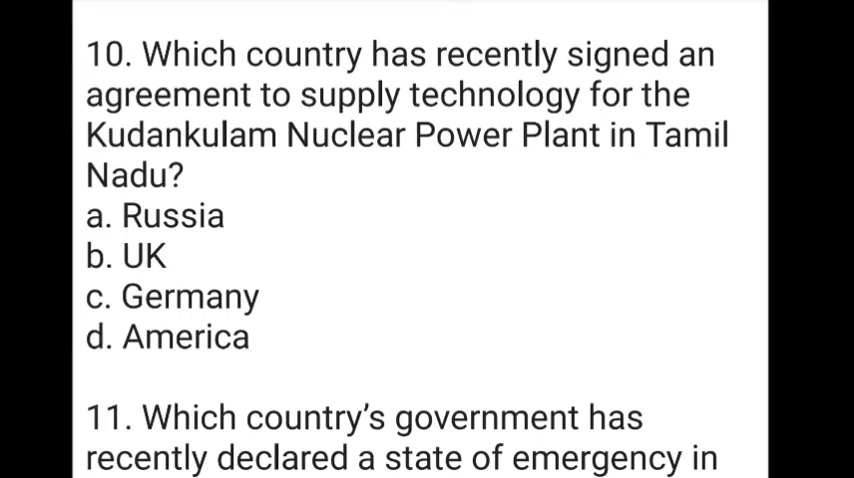 10. Which country has recently signed an
agreement to supply technology for the
Kudankulam Nuclear Power Plant in Tamil
Nadu?
a. Russia
b. UK
c. Germany
d. America
11. Which country’s government has
recently declared a state of emergency in